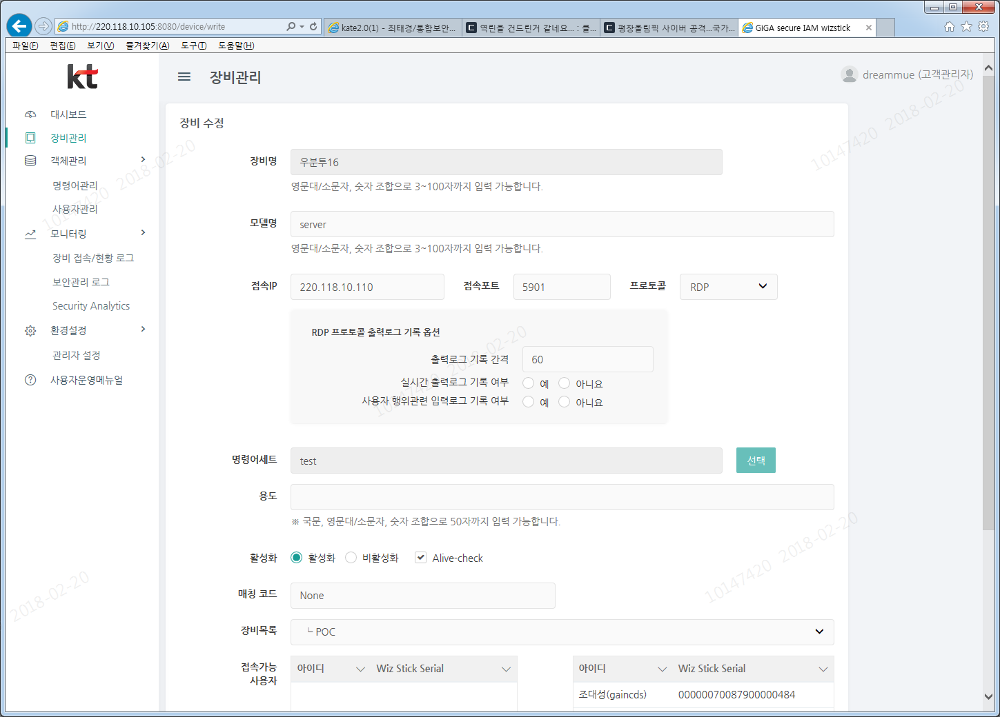 http://220.118.10.105:8080/device/write
kate2.0(1) - 최태경/통합보안...
역린을 건드린거 같네요... : 클...
평창올림픽 사이버 공격...국가...
GiGA secure IAM wizstick
파일(F) 편집(E) 보기(V) 즐겨찾기(A) 도구(T) 도움말(H)
kt
장비관리
dreammue (고객관리자)
대시보드
장비관리
객체관리
명령어관리
사용자관리
모니터링
장비 접속/현황 로그
보안관리 로그
Security Analytics
환경설정
관리자 설정
사용자운영메뉴얼
장비 수정
장비명 우분투16
영문대/소문자, 숫자 조합으로 3~100자까지 입력 가능합니다.
모델명 server
영문대/소문자, 숫자 조합으로 3~100자까지 입력 가능합니다.
접속IP 220.118.10.110 접속포트 5901 프로토콜 RDP
RDP 프로토콜 출력로그 기록 옵션
출력로그 기록 간격 60
실시간 출력로그 기록 여부 예 아니요
사용자 행위관련 입력로그 기록 여부 예 아니요
명령어세트 test 선택
용도
※ 국문, 영문대/소문자, 숫자 조합으로 50자까지 입력 가능합니다.
활성화 활성화 비활성화 Alive-check
매칭 코드 None
장비목록 └ POC
접속가능 사용자
아이디 Wiz Stick Serial
아이디 Wiz Stick Serial
조대성(gaincds) 00000070087900000484
10147420 2018-02-20
10147420 2018-02-20
10147420 2018-02-20
10147420 2018-02-20
2018-02-20